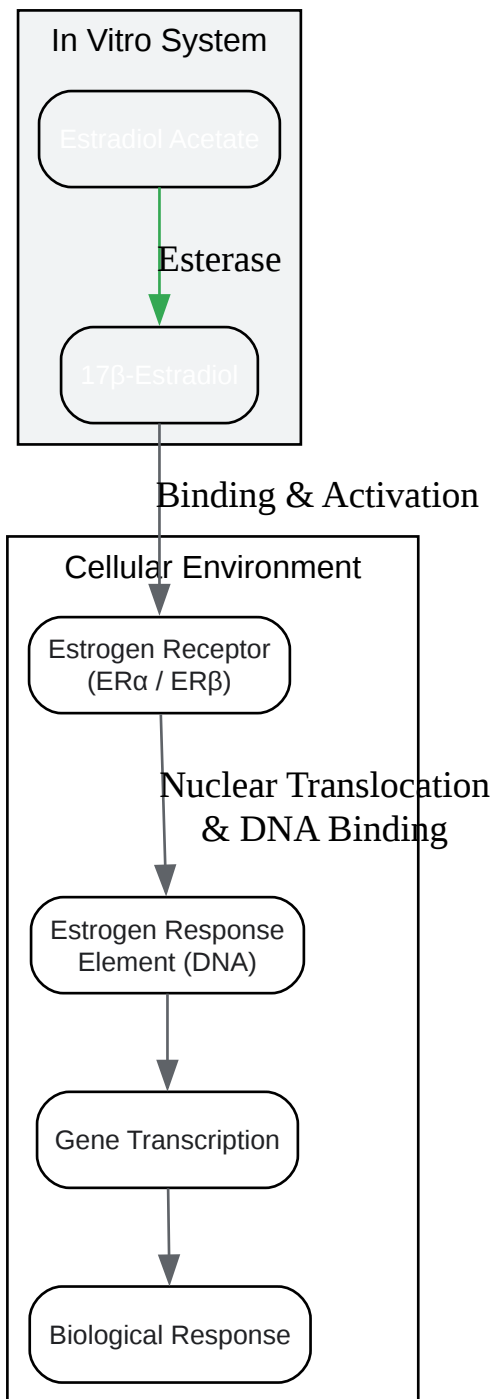 In Vitro System
Estradiol Acetate
Esterase
17β-Estradiol
Binding & Activation
Cellular Environment
Estrogen Receptor
(ERα / ERβ)
Nuclear Translocation
& DNA Binding
Estrogen Response
Element (DNA)
Gene Transcription
Biological Response